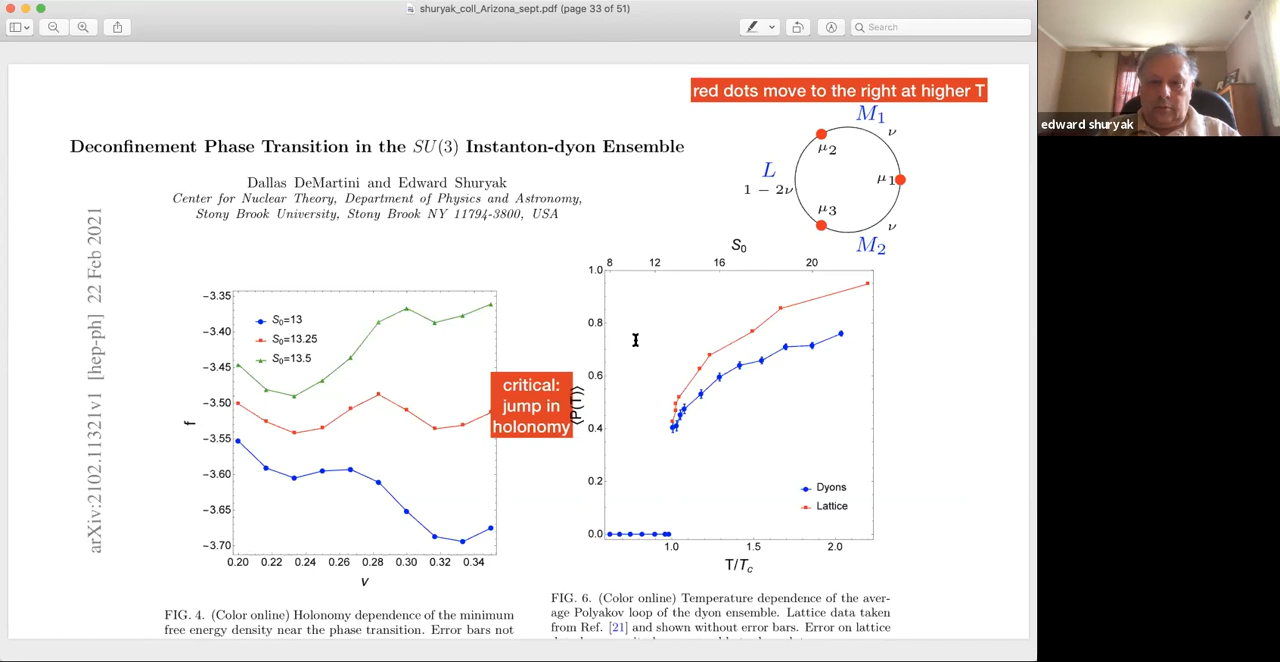 shuryak_coll_Arizona_sept.pdf (page 33 of 51)
Search
edward shuryak
red dots move to the right at higher T
Deconfinement Phase Transition in the SU(3) Instanton-dyon Ensemble
Dallas DeMartini and Edward Shuryak
Center for Nuclear Theory, Department of Physics and Astronomy,
Stony Brook University, Stony Brook NY 11794-3800, USA
arXiv:2102.11321v1 [hep-ph] 22 Feb 2021
M₁
ν
μ₂
L
1 − 2ν
μ₁
μ₃
ν
M₂
−3.35
−3.40
−3.45
−3.50
−3.55
−3.60
−3.65
−3.70
f
S₀=13
S₀=13.25
S₀=13.5
0.20 0.22 0.24 0.26 0.28 0.30 0.32 0.34
ν
critical:
jump in
holonomy
S₀
8 12 16 20
1.0
0.8
0.6
0.4
0.2
0.0
⟨P(T)⟩
Dyons
Lattice
1.0 1.5 2.0
T/Tc
FIG. 4. (Color online) Holonomy dependence of the minimum
free energy density near the phase transition. Error bars not
FIG. 6. (Color online) Temperature dependence of the aver-
age Polyakov loop of the dyon ensemble. Lattice data taken
from Ref. [21] and shown without error bars. Error on lattice